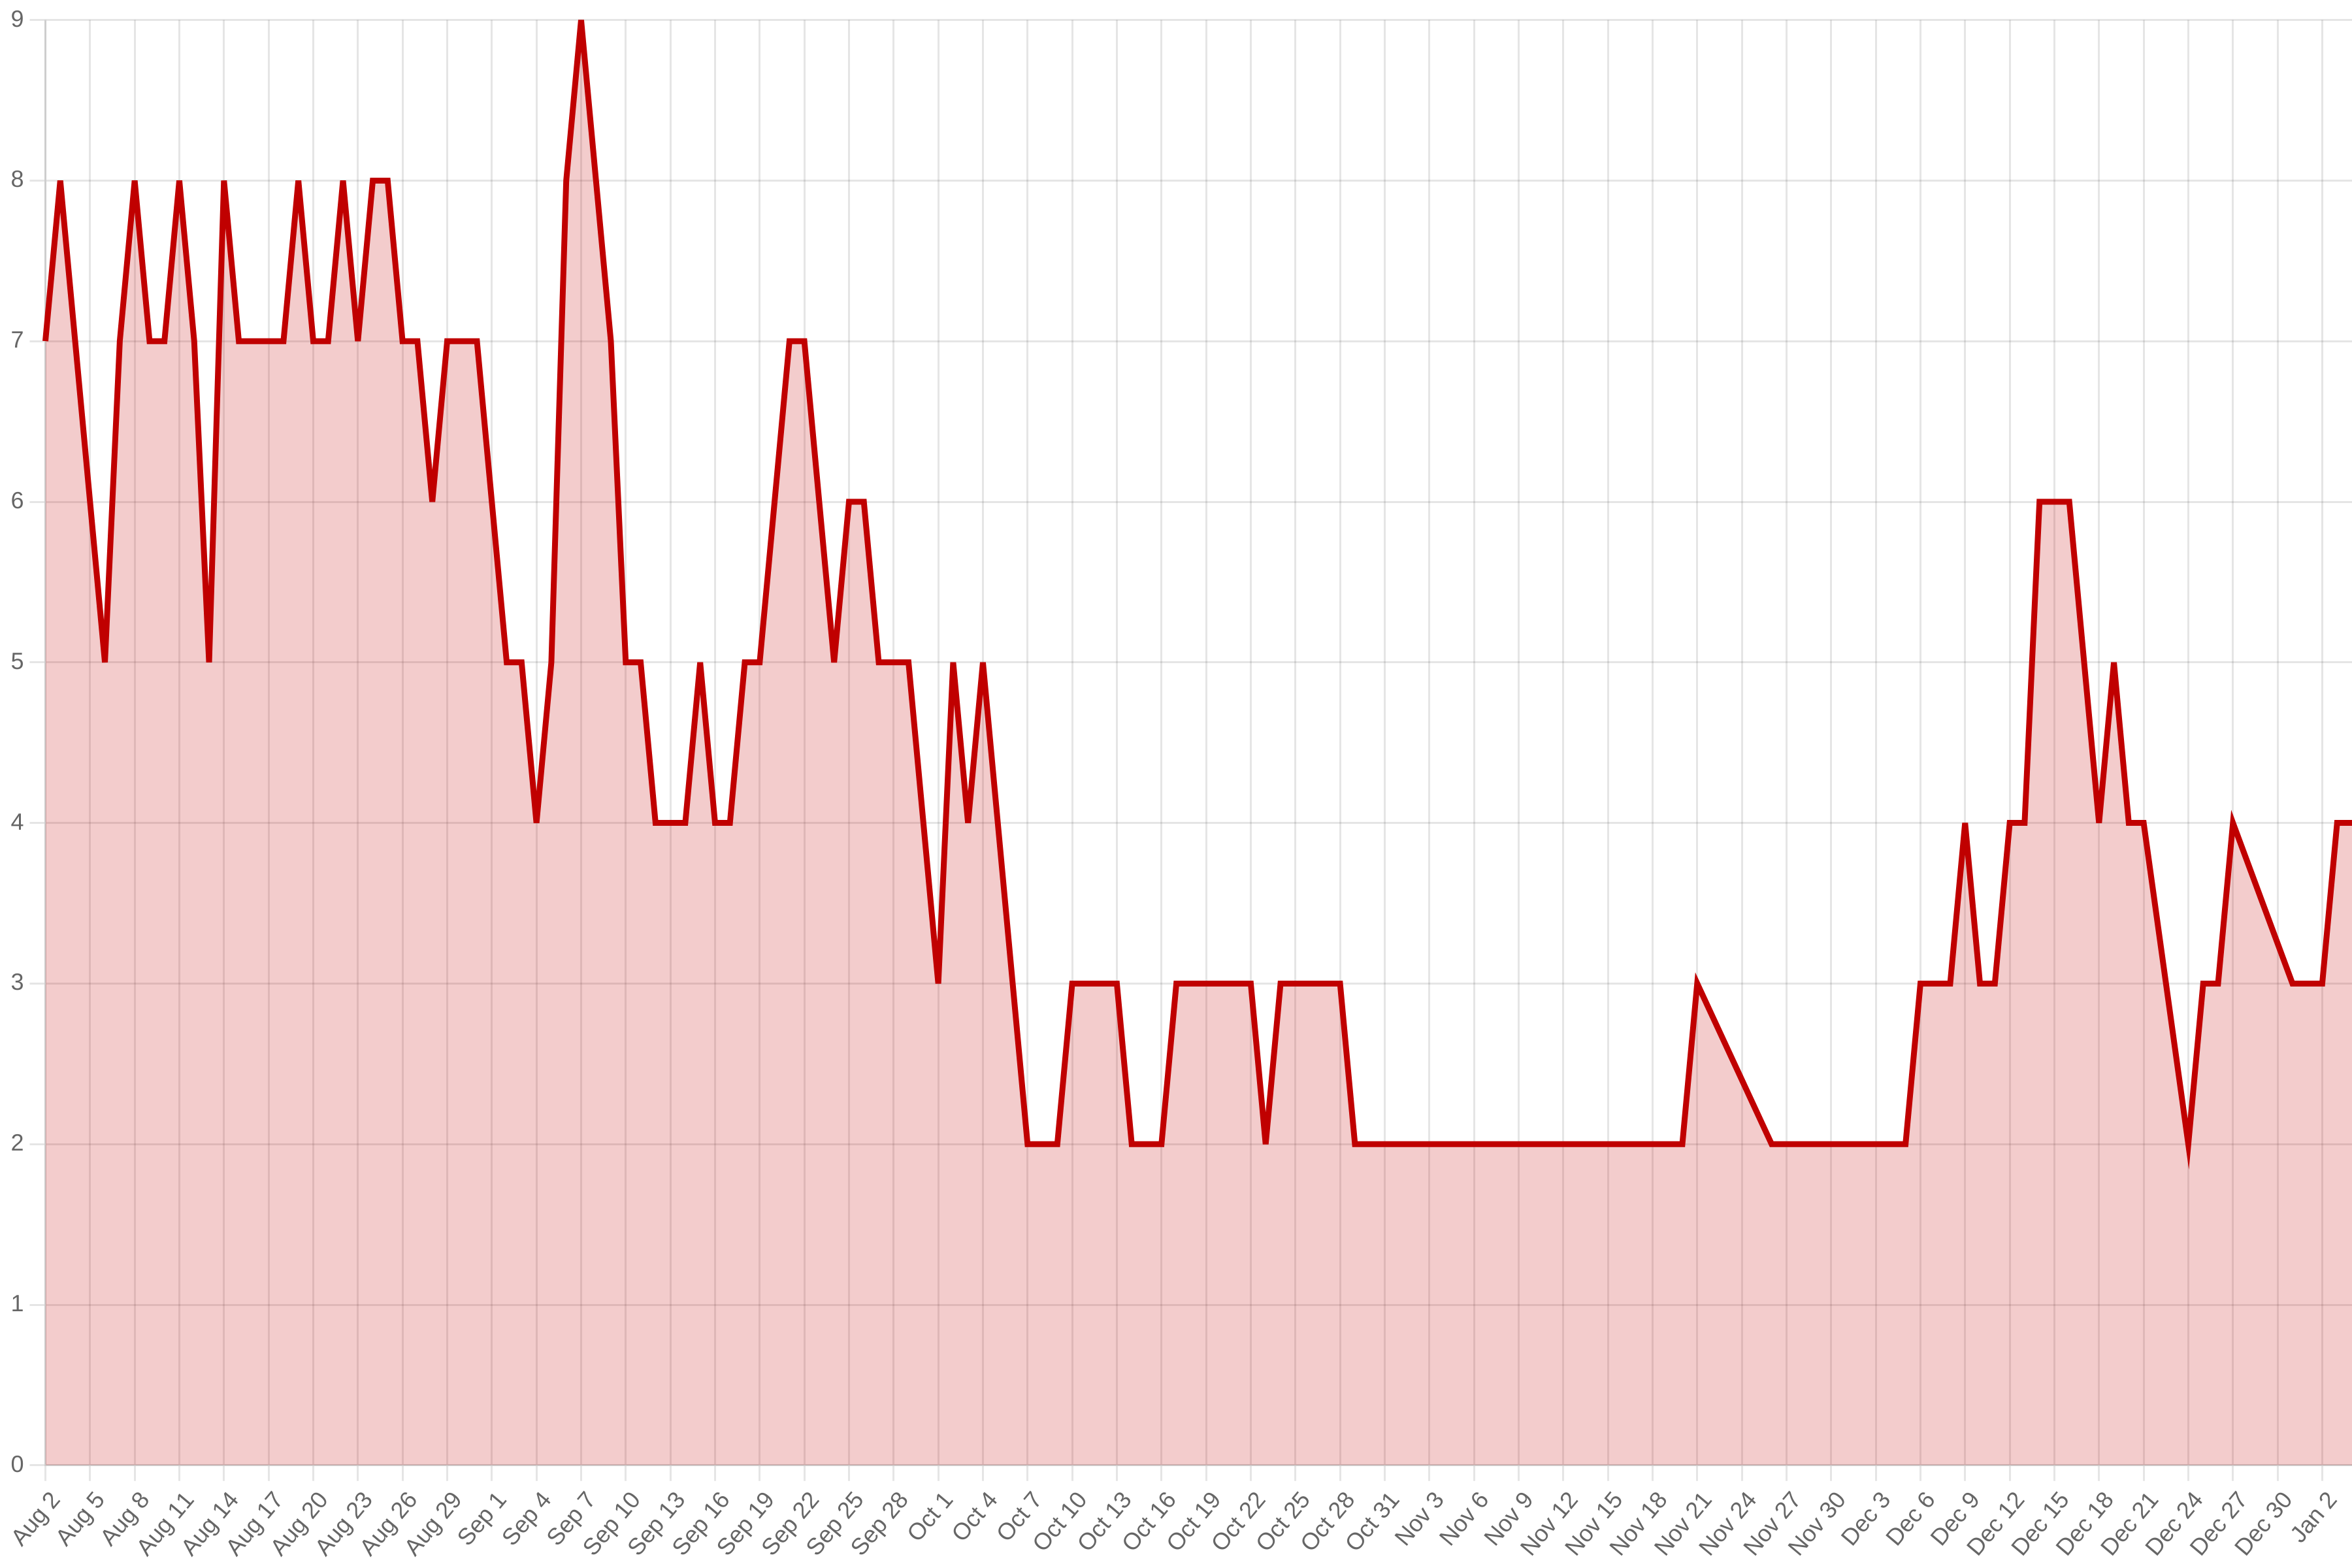 9
8
7
6
5
4
3
2
1
0
Aug 2
Aug 5
Aug 8
Aug 11
Aug 14
Aug 17
Aug 20
Aug 23
Aug 26
Aug 29
Sep 1
Sep 4
Sep 7
Sep 10
Sep 13
Sep 16
Sep 19
Sep 22
Sep 25
Sep 28
Oct 1
Oct 4
Oct 7
Oct 10
Oct 13
Oct 16
Oct 19
Oct 22
Oct 25
Oct 28
Oct 31
Nov 3
Nov 6
Nov 9
Nov 12
Nov 15
Nov 18
Nov 21
Nov 24
Nov 27
Nov 30
Dec 3
Dec 6
Dec 9
Dec 12
Dec 15
Dec 18
Dec 21
Dec 24
Dec 27
Dec 30
Jan 2